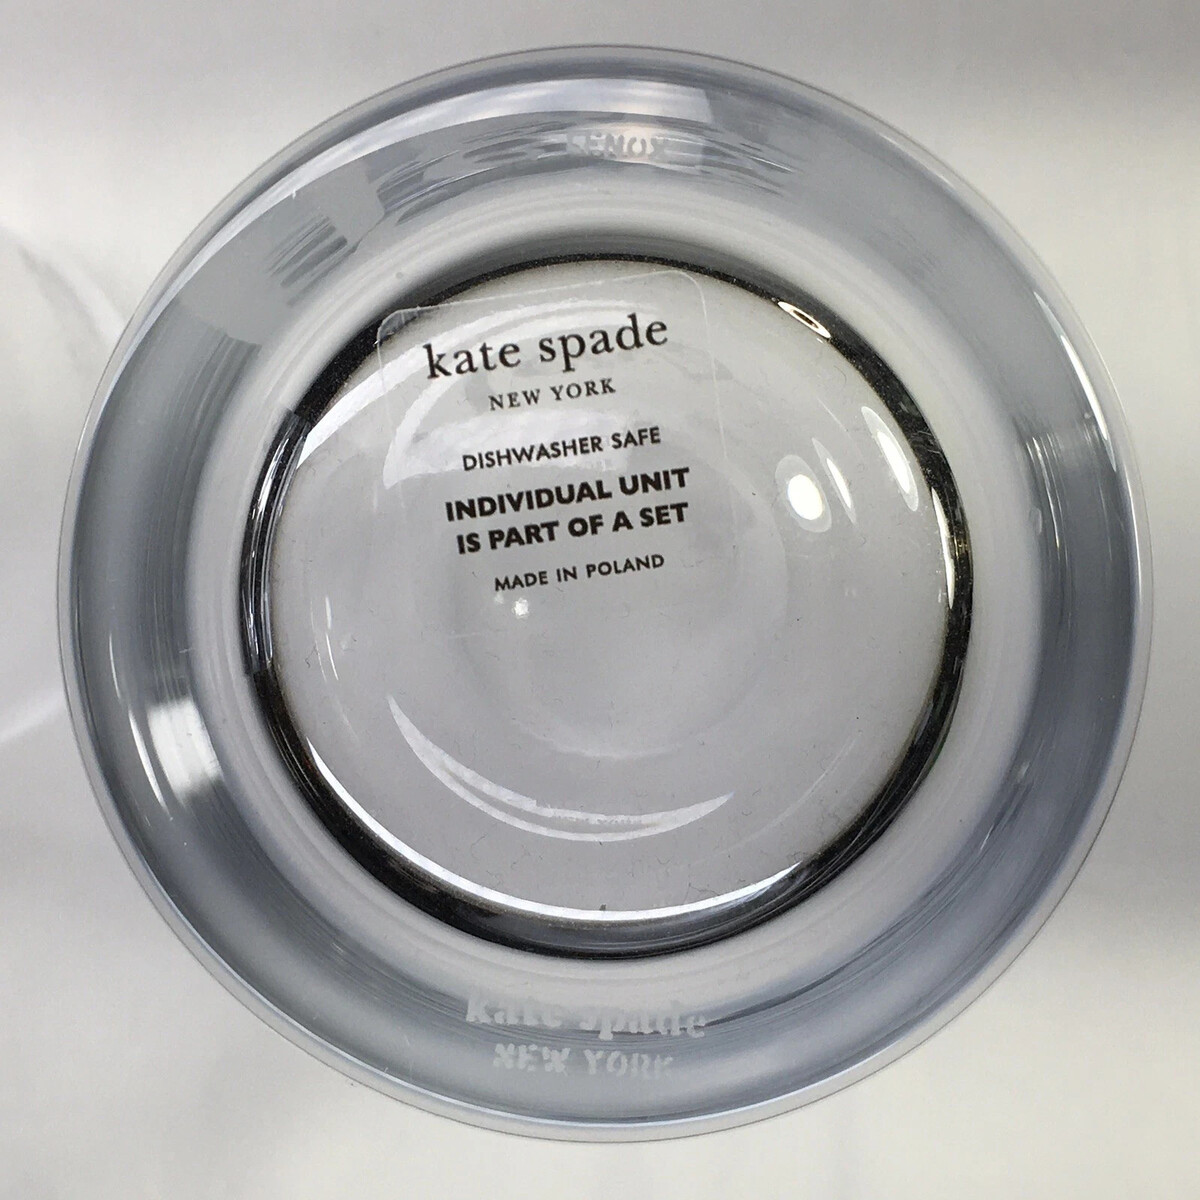 LENOX
kate spade
NEW YORK
DISHWASHER SAFE
INDIVIDUAL UNIT
IS PART OF A SET
MADE IN POLAND
kate spade
NEW YORK